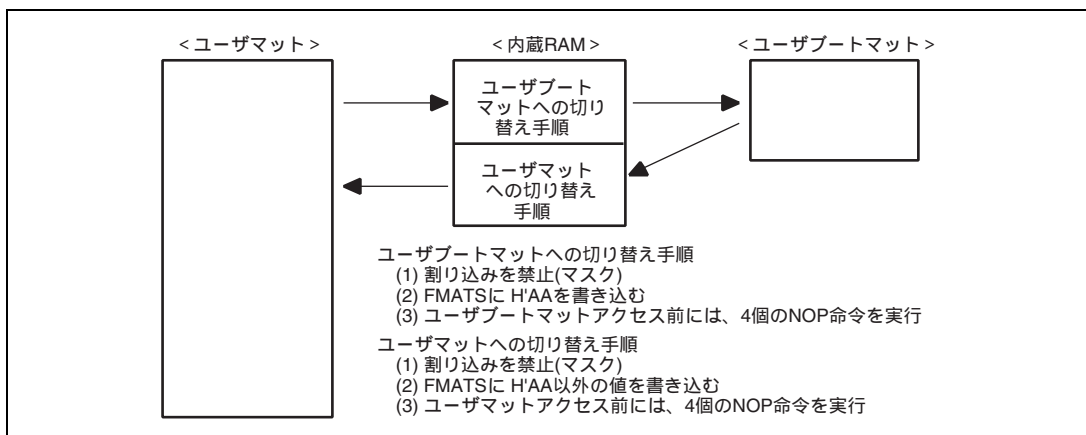 <ユーザマット>
<内蔵RAM>
<ユーザブートマット>
ユーザブート
マットへの切り
替え手順
ユーザマット
への切り替え
手順
ユーザブートマットへの切り替え手順
(1) 割り込みを禁止(マスク)
(2) FMATSに H'AAを書き込む
(3) ユーザブートマットアクセス前には、4個のNOP命令を実行
ユーザマットへの切り替え手順
(1) 割り込みを禁止(マスク)
(2) FMATSに H'AA以外の値を書き込む
(3) ユーザマットアクセス前には、4個のNOP命令を実行